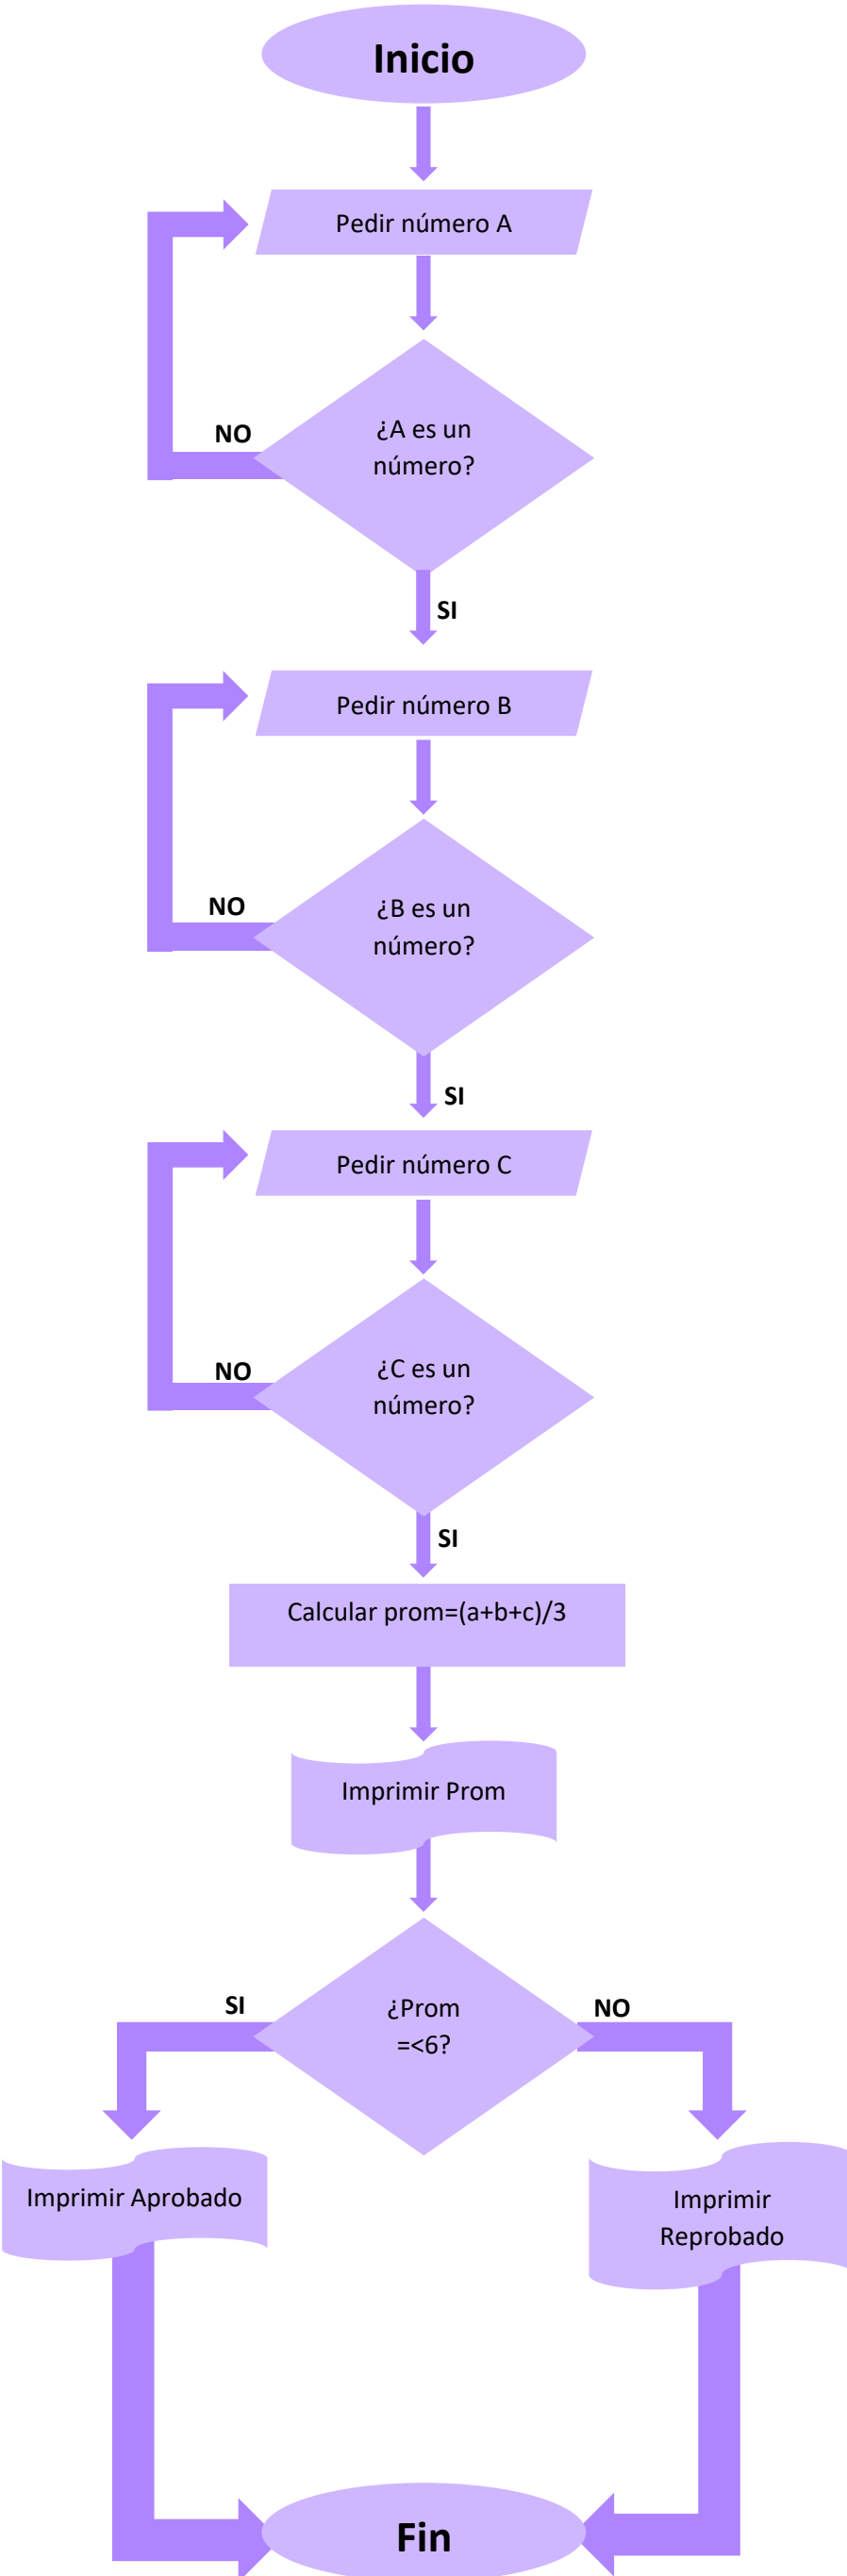 Inicio
Pedir número A
¿A es un
número?
NO
SI
Pedir número B
¿B es un
número?
NO
SI
Pedir número C
¿C es un
número?
NO
SI
Calcular prom=(a+b+c)/3
Imprimir Prom
¿Prom
=<6?
SI
NO
Imprimir Aprobado
Imprimir
Reprobado
Fin